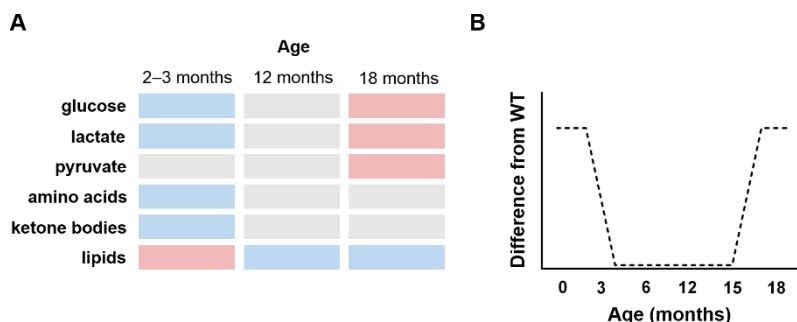 A
Age
2–3 months 12 months 18 months
glucose
lactate
pyruvate
amino acids
ketone bodies
lipids
B
Difference from WT
0 3 6 12 15 18
Age (months)